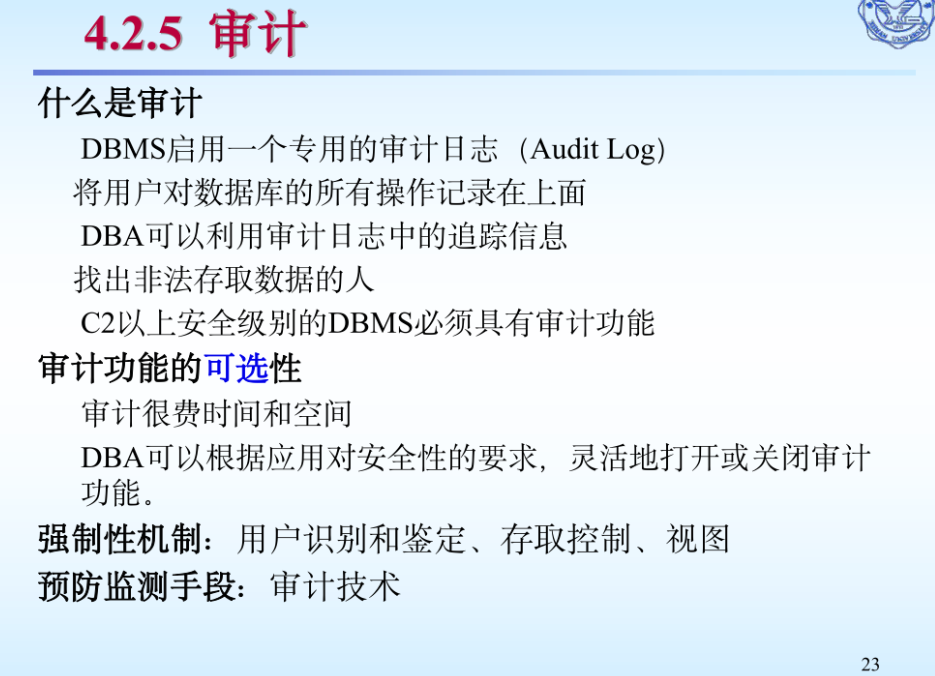 4.2.5 审计
什么是审计
DBMS启用一个专用的审计日志（Audit Log）
将用户对数据库的所有操作记录在上面
DBA可以利用审计日志中的追踪信息
找出非法存取数据的人
C2以上安全级别的DBMS必须具有审计功能
审计功能的可选性
审计很费时间和空间
DBA可以根据应用对安全性的要求，灵活地打开或关闭审计
功能。
强制性机制：用户识别和鉴定、存取控制、视图
预防监测手段：审计技术
23